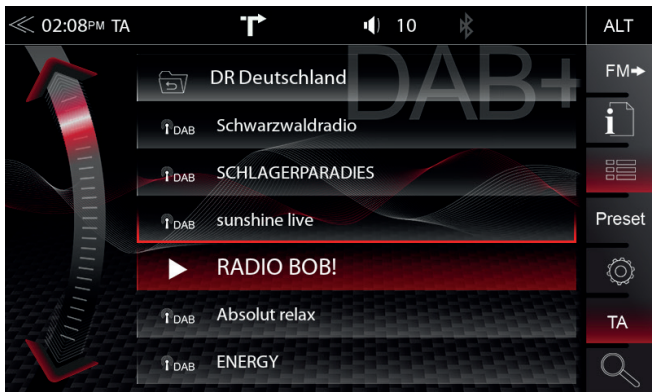 02:08PM TA 10 ALT
DAB+
DR Deutschland
DAB Schwarzwaldradio
DAB SCHLAGERPARADIES
DAB sunshine live
RADIO BOB!
DAB Absolut relax
DAB ENERGY
FM
i
Preset
TA